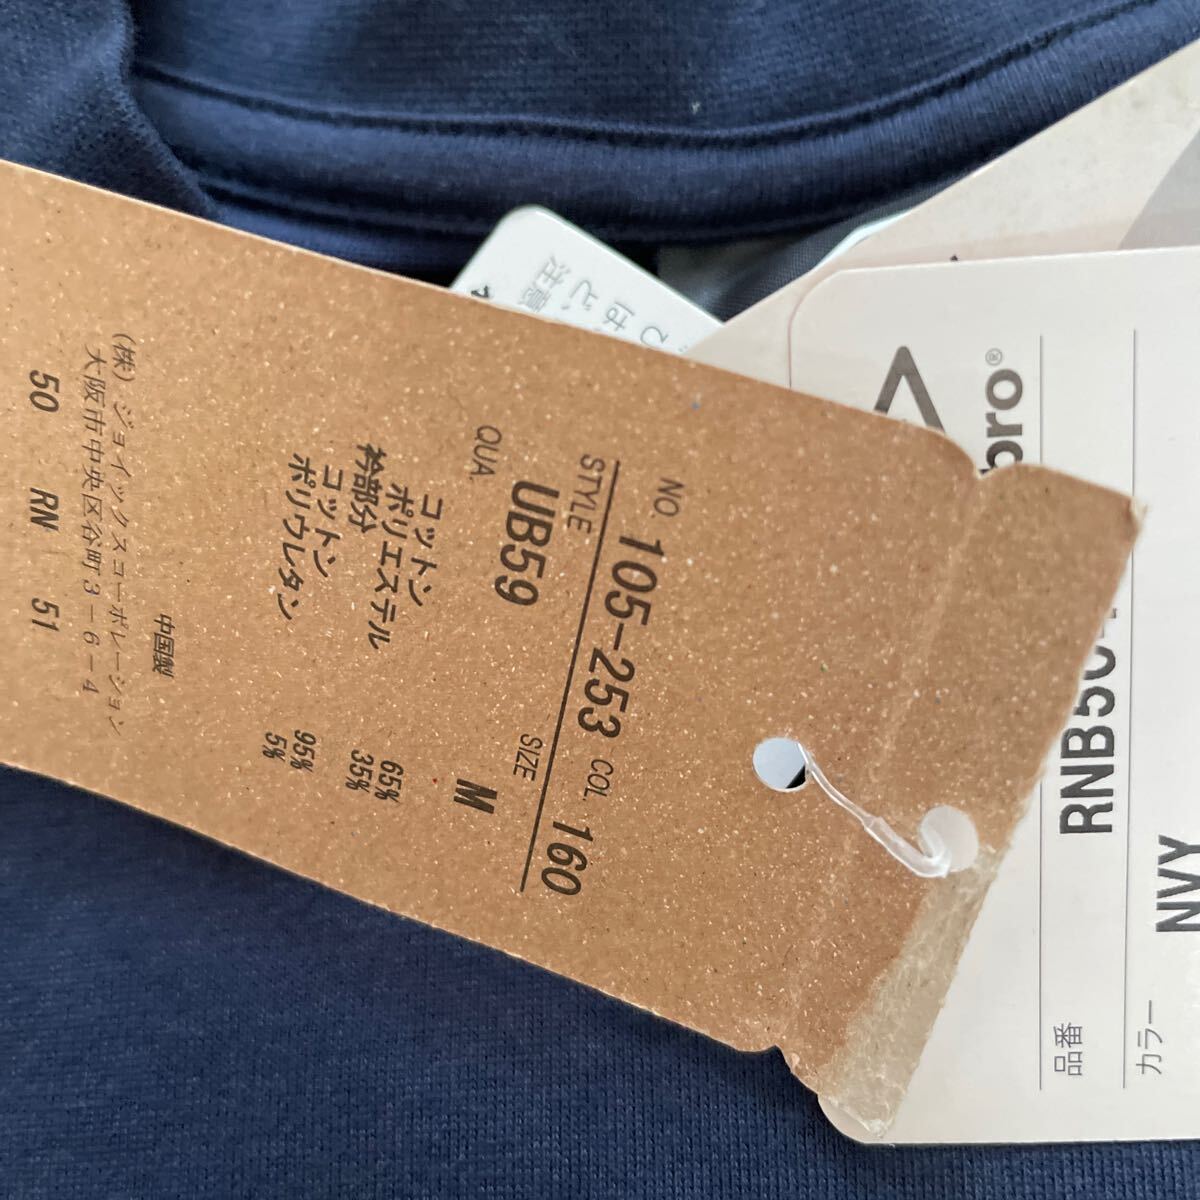 NO. 105-253 COL. 160
STYLE
UB59
SIZE
M
QUA.
コットン 65%
ポリエステル 35%
衿部分
コットン 95%
ポリウレタン 5%
中国製
(株)ジョイックスコーポレーション
大阪市中央区谷町3-6-4
50 RN 51
bro®
品番
カラー
NVY